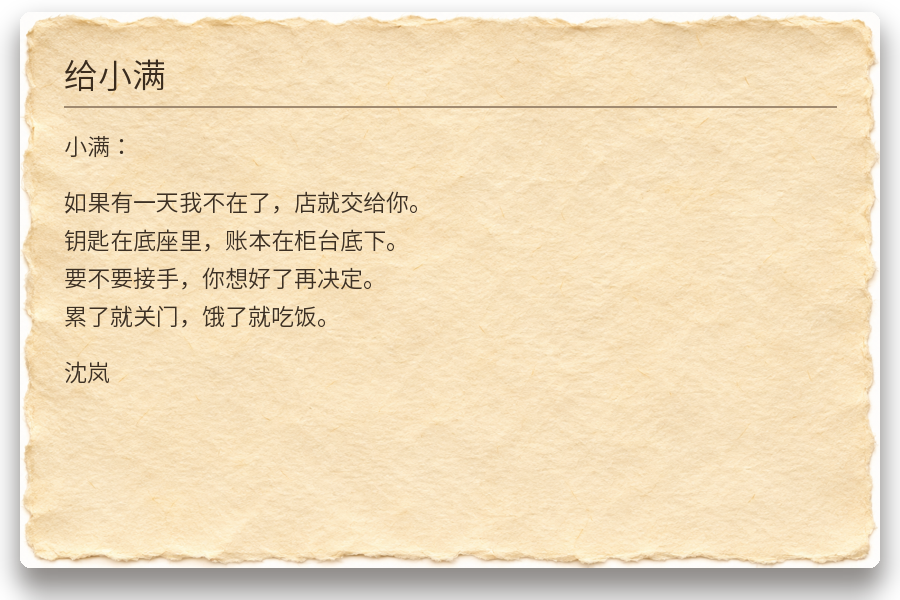 给小满
小满：
如果有一天我不在了，店就交给你。
钥匙在底座里，账本在柜台底下。
要不要接手，你想好了再决定。
累了就关门，饿了就吃饭。
沈岚